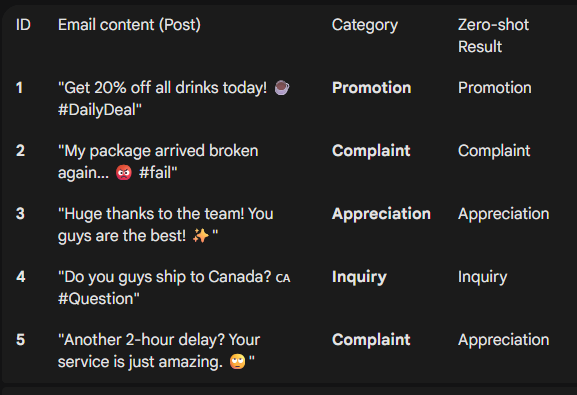 ID Email content (Post) Category Zero-shot
Result
1 "Get 20% off all drinks today! ☕ Promotion Promotion
#DailyDeal"
2 "My package arrived broken Complaint Complaint
again... 😡 #fail"
3 "Huge thanks to the team! You Appreciation Appreciation
guys are the best! ✨"
4 "Do you guys ship to Canada? CA Inquiry Inquiry
#Question"
5 "Another 2-hour delay? Your Complaint Appreciation
service is just amazing. 🙄"